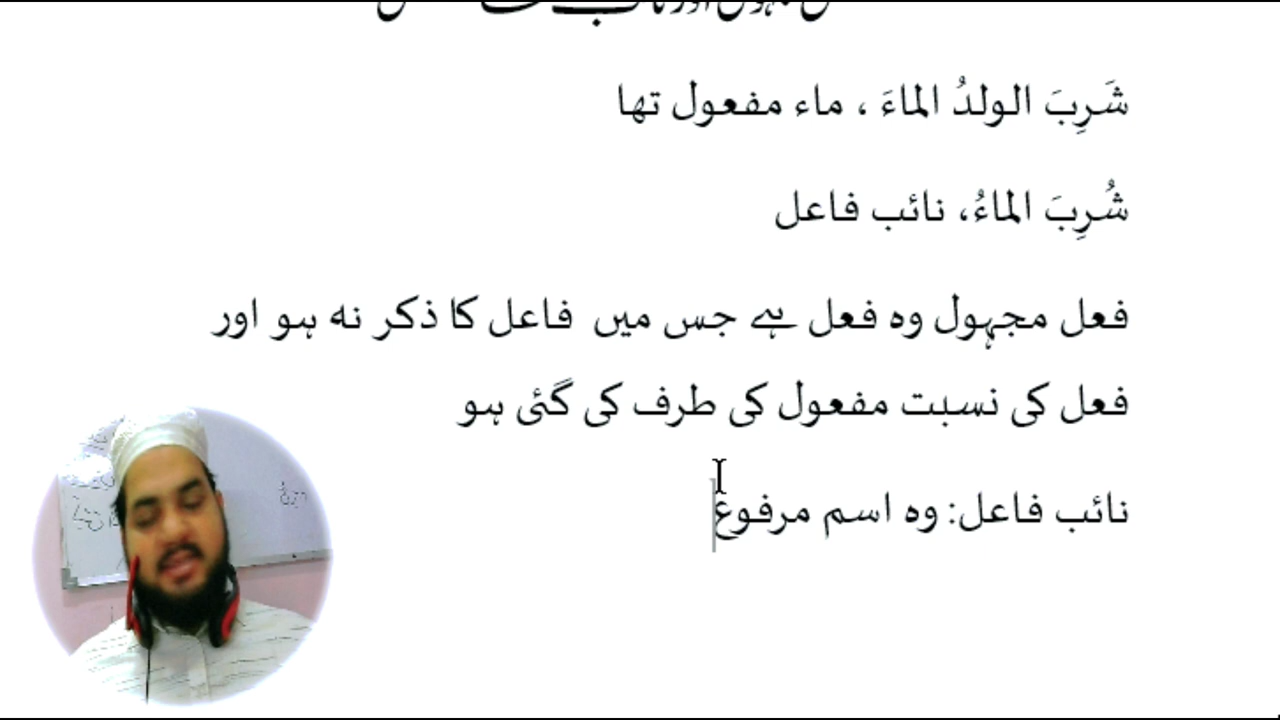 شَرِبَ الولدُ الماءَ ، ماء مفعول تھا
شُرِبَ الماءُ، نائب فاعل
فعل مجہول وہ فعل ہے جس میں فاعل کا ذکر نہ ہو اور
فعل کی نسبت مفعول کی طرف کی گئی ہو
نائب فاعل: وہ اسم مرفوغ